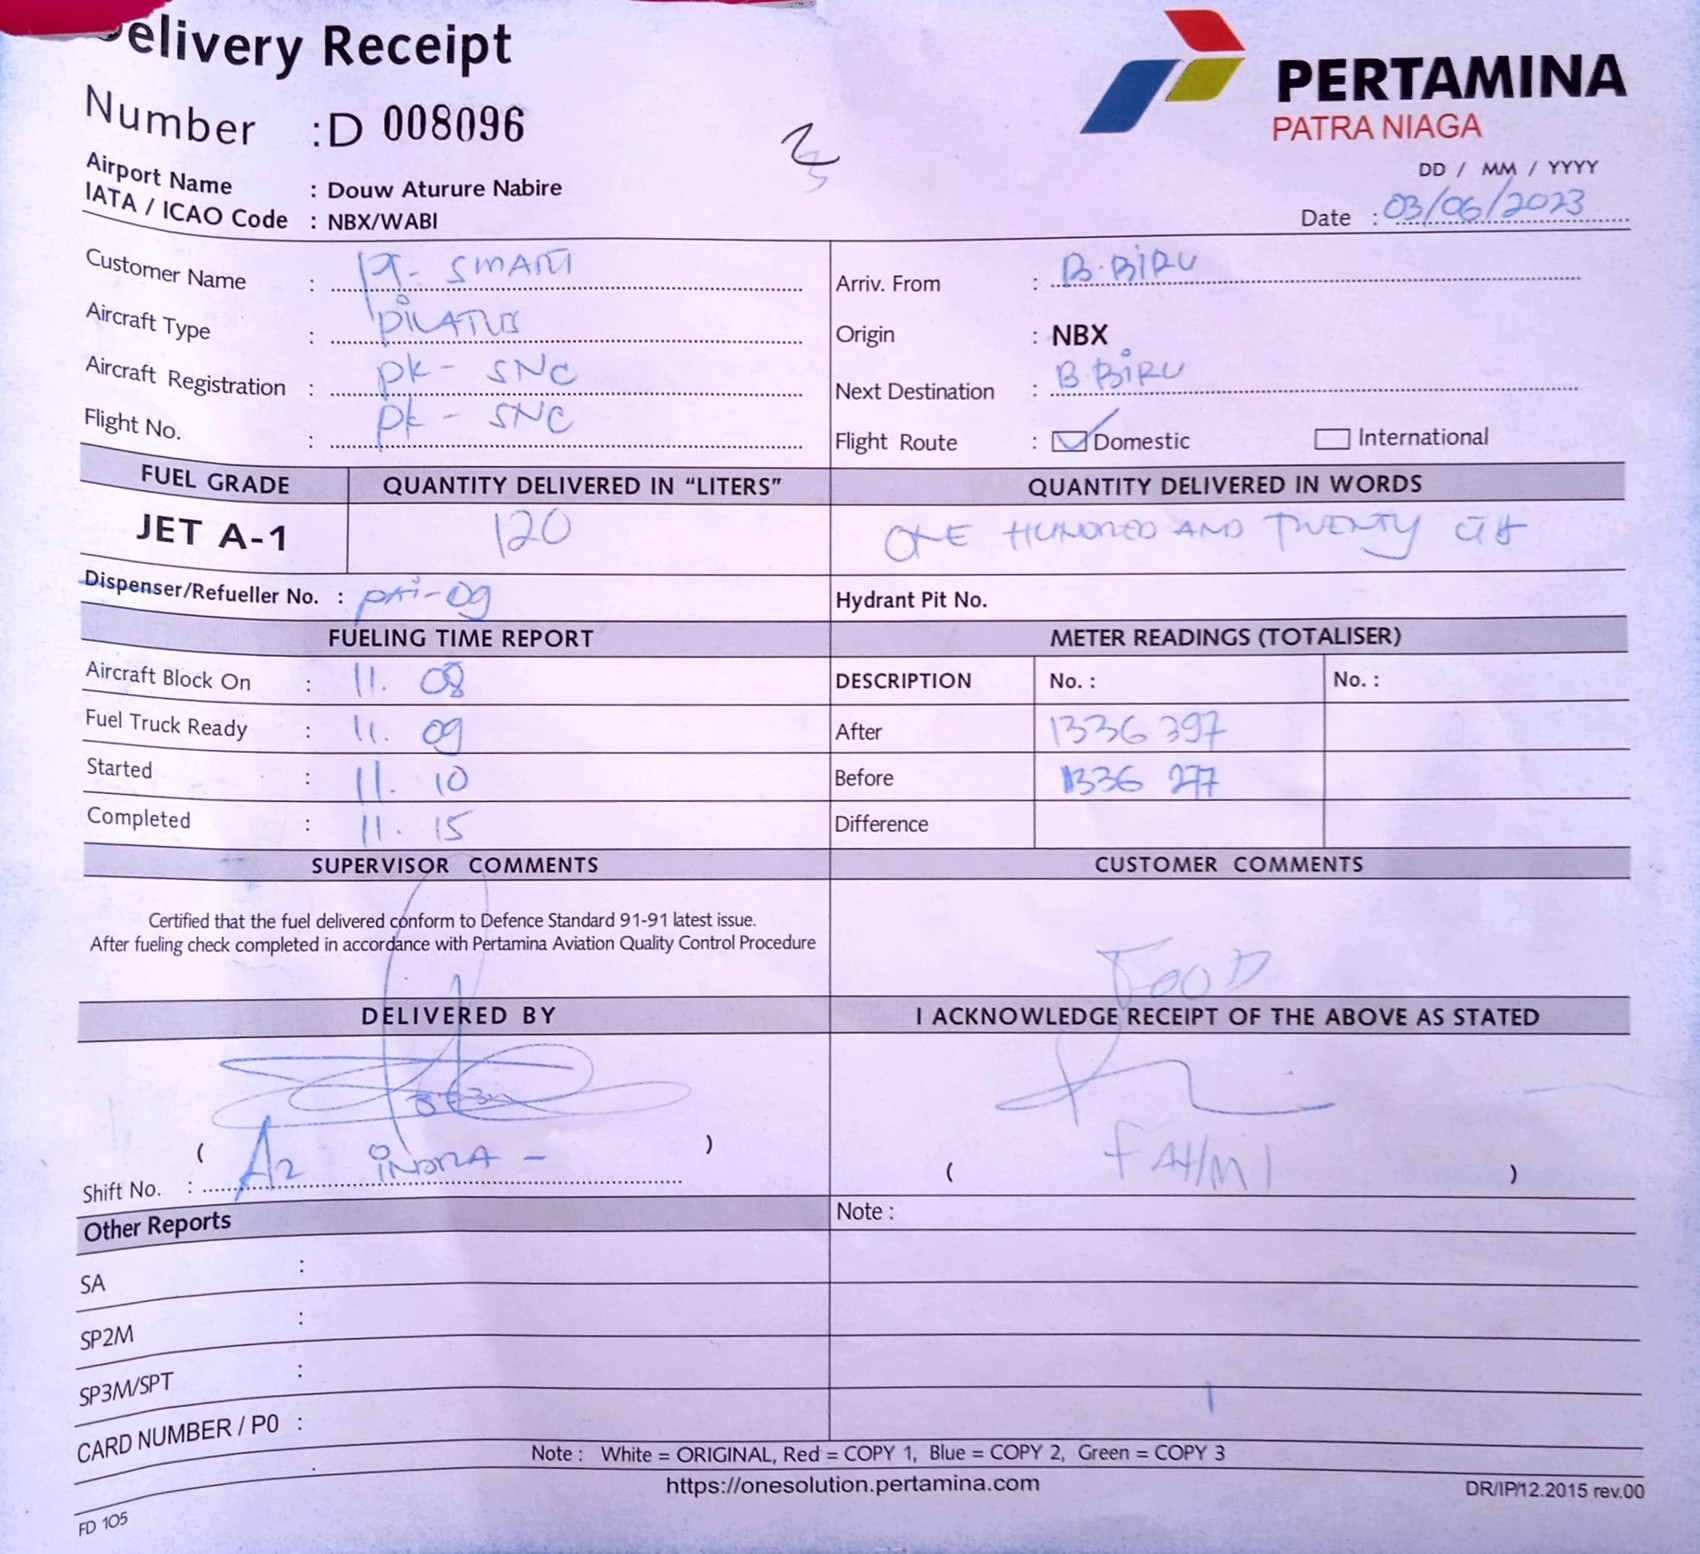 Delivery Receipt
PERTAMINA
PATRA NIAGA
Number : D 008096
Airport Name : Douw Aturure Nabire
IATA / ICAO Code : NBX/WABI
DD / MM / YYYY
Date : 03/06/2023
Customer Name : PT. SMART
Arriv. From : B. BIRU
Aircraft Type : PILATUS
Origin : NBX
Aircraft Registration : PK - SNC
Next Destination : B. BIRU
Flight No. : PK - SNC
Flight Route : Domestic International
FUEL GRADE QUANTITY DELIVERED IN “LITERS” QUANTITY DELIVERED IN WORDS
JET A-1 120 ONE HUNDRED AND TWENTY
Dispenser/Refueller No. : PAI-09
Hydrant Pit No.
FUELING TIME REPORT METER READINGS (TOTALISER)
Aircraft Block On : 11. 08
DESCRIPTION No. : No. :
Fuel Truck Ready : 11. 09
After 1336 397
Started : 11. 10
Before 1336 277
Completed : 11. 15
Difference
SUPERVISOR COMMENTS CUSTOMER COMMENTS
Certified that the fuel delivered conform to Defence Standard 91-91 latest issue.
After fueling check completed in accordance with Pertamina Aviation Quality Control Procedure
DELIVERED BY I ACKNOWLEDGE RECEIPT OF THE ABOVE AS STATED
( )
( FAHMI )
Shift No. : A2 INDRA -
Other Reports
Note :
SA :
SP2M :
SP3M/SPT :
CARD NUMBER / P0 :
Note : White = ORIGINAL, Red = COPY 1, Blue = COPY 2, Green = COPY 3
https://onesolution.pertamina.com
DR/IP/12.2015 rev.00
FD 105